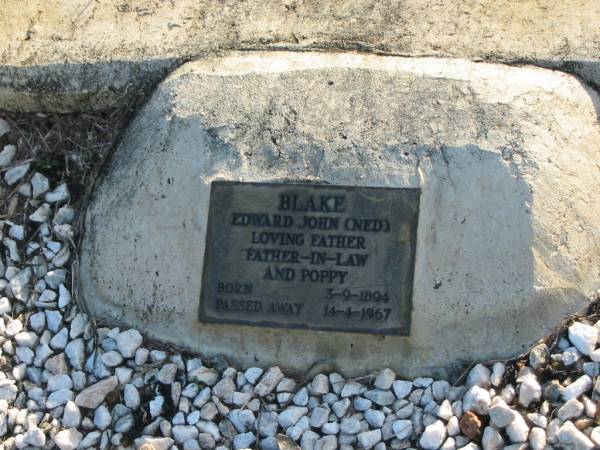 BLAKE
EDWARD JOHN (NED)
LOVING FATHER
FATHER-IN-LAW
AND POPPY
BORN 3-9-1894
PASSED AWAY 14-4-1967